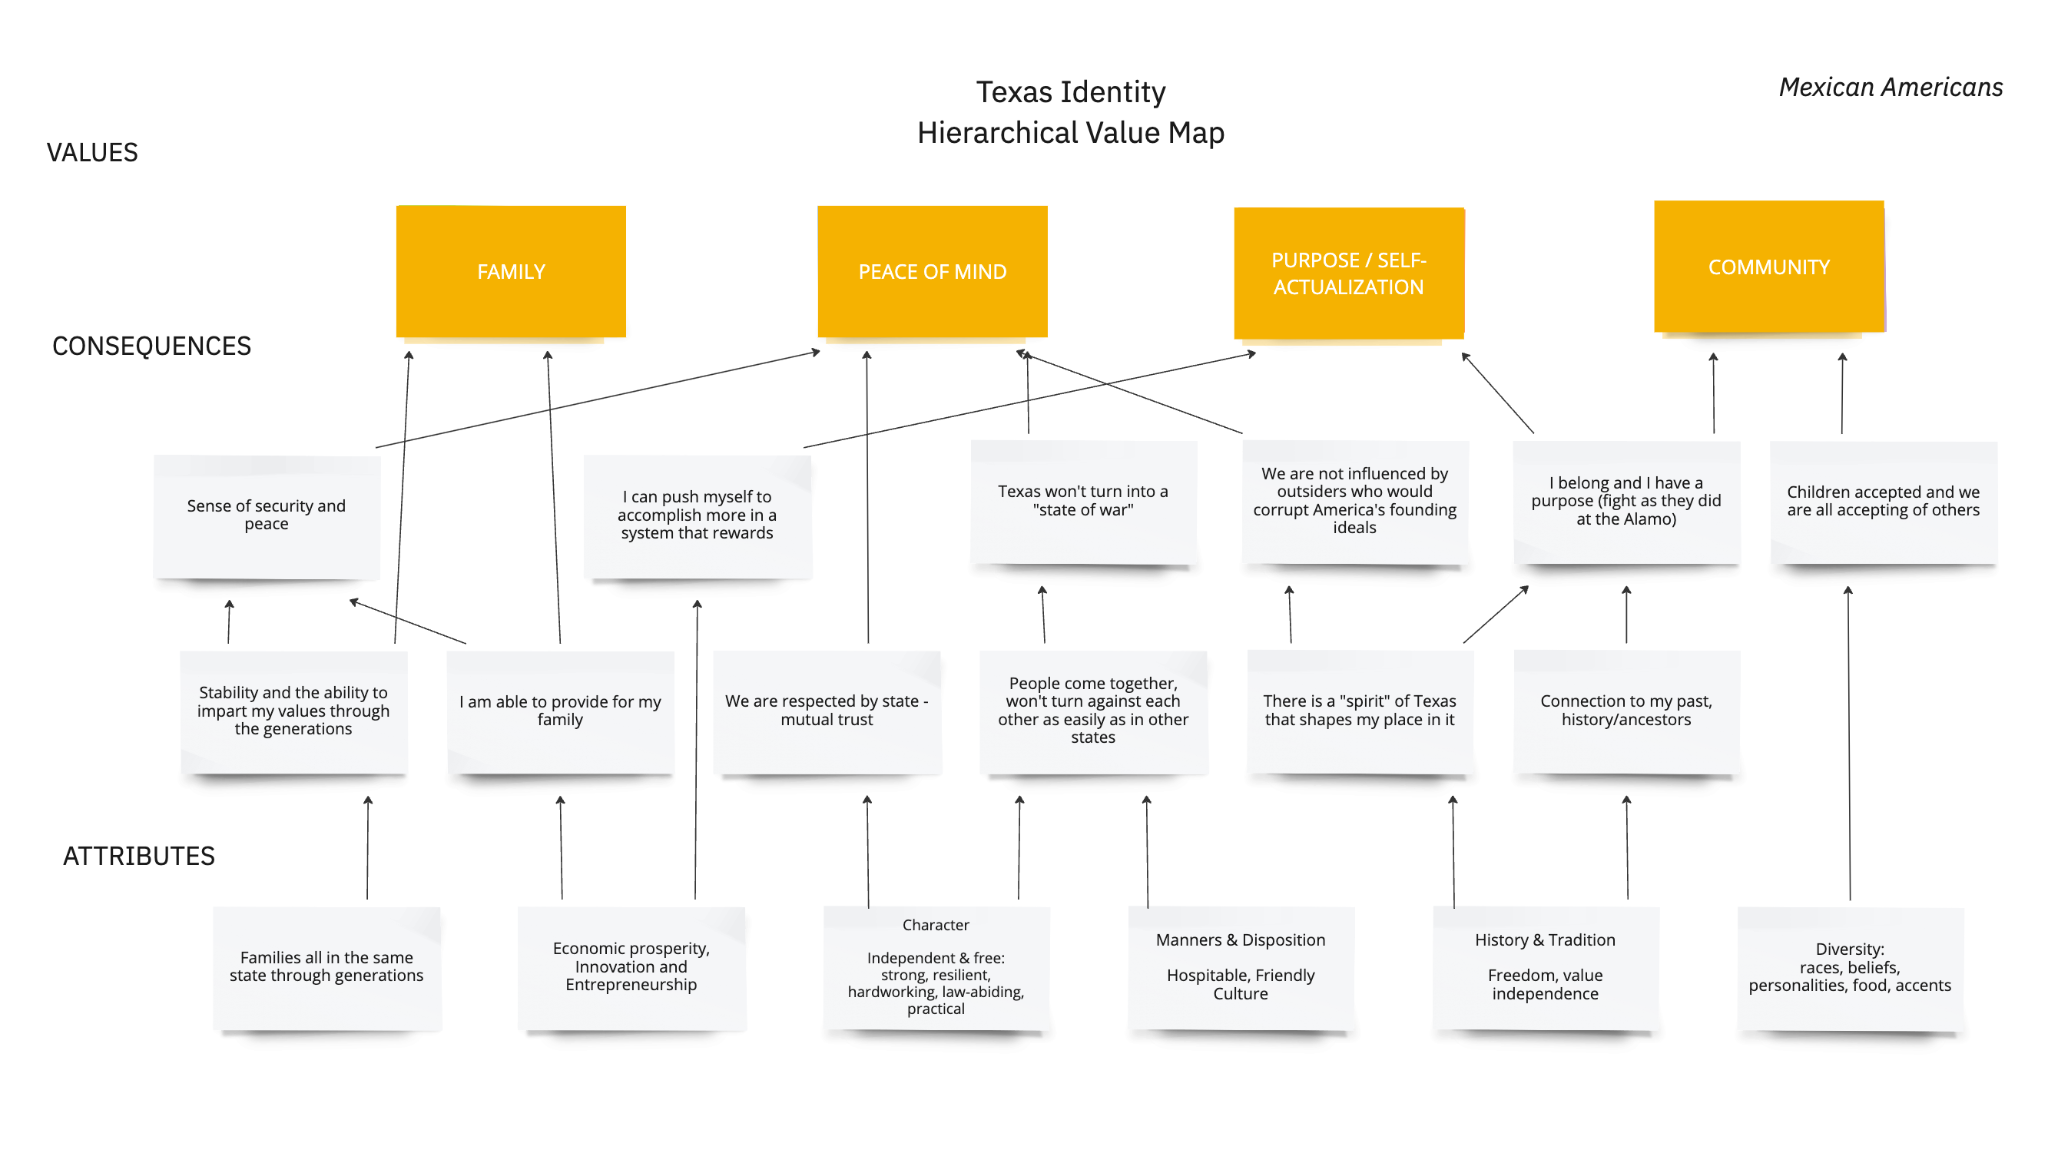 Texas Identity
Hierarchical Value Map
Mexican Americans
VALUES
FAMILY
PEACE OF MIND
PURPOSE / SELF-
ACTUALIZATION
COMMUNITY
CONSEQUENCES
Sense of security and
peace
I can push myself to
accomplish more in a
system that rewards
Texas won't turn into a
"state of war"
We are not influenced by
outsiders who would
corrupt America's founding
ideals
I belong and I have a
purpose (fight as they did
at the Alamo)
Children accepted and we
are all accepting of others
Stability and the ability to
impart my values through
the generations
I am able to provide for my
family
We are respected by state -
mutual trust
People come together,
won't turn against each
other as easily as in other
states
There is a "spirit" of Texas
that shapes my place in it
Connection to my past,
history/ancestors
ATTRIBUTES
Families all in the same
state through generations
Economic prosperity,
Innovation and
Entrepreneurship
Character
Independent & free:
strong, resilient,
hardworking, law-abiding,
practical
Manners & Disposition
Hospitable, Friendly
Culture
History & Tradition
Freedom, value
independence
Diversity:
races, beliefs,
personalities, food, accents